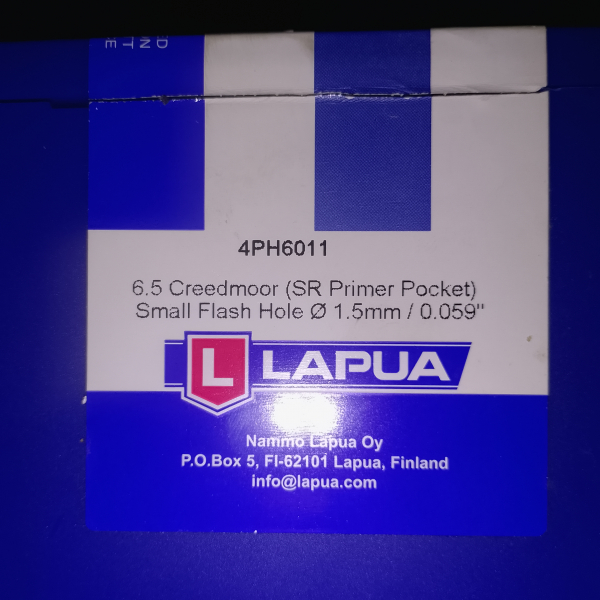 4PH6011
6.5 Creedmoor (SR Primer Pocket)
Small Flash Hole Ø 1.5mm / 0.059"
L LAPUA
Nammo Lapua Oy
P.O.Box 5, FI-62101 Lapua, Finland
info@lapua.com